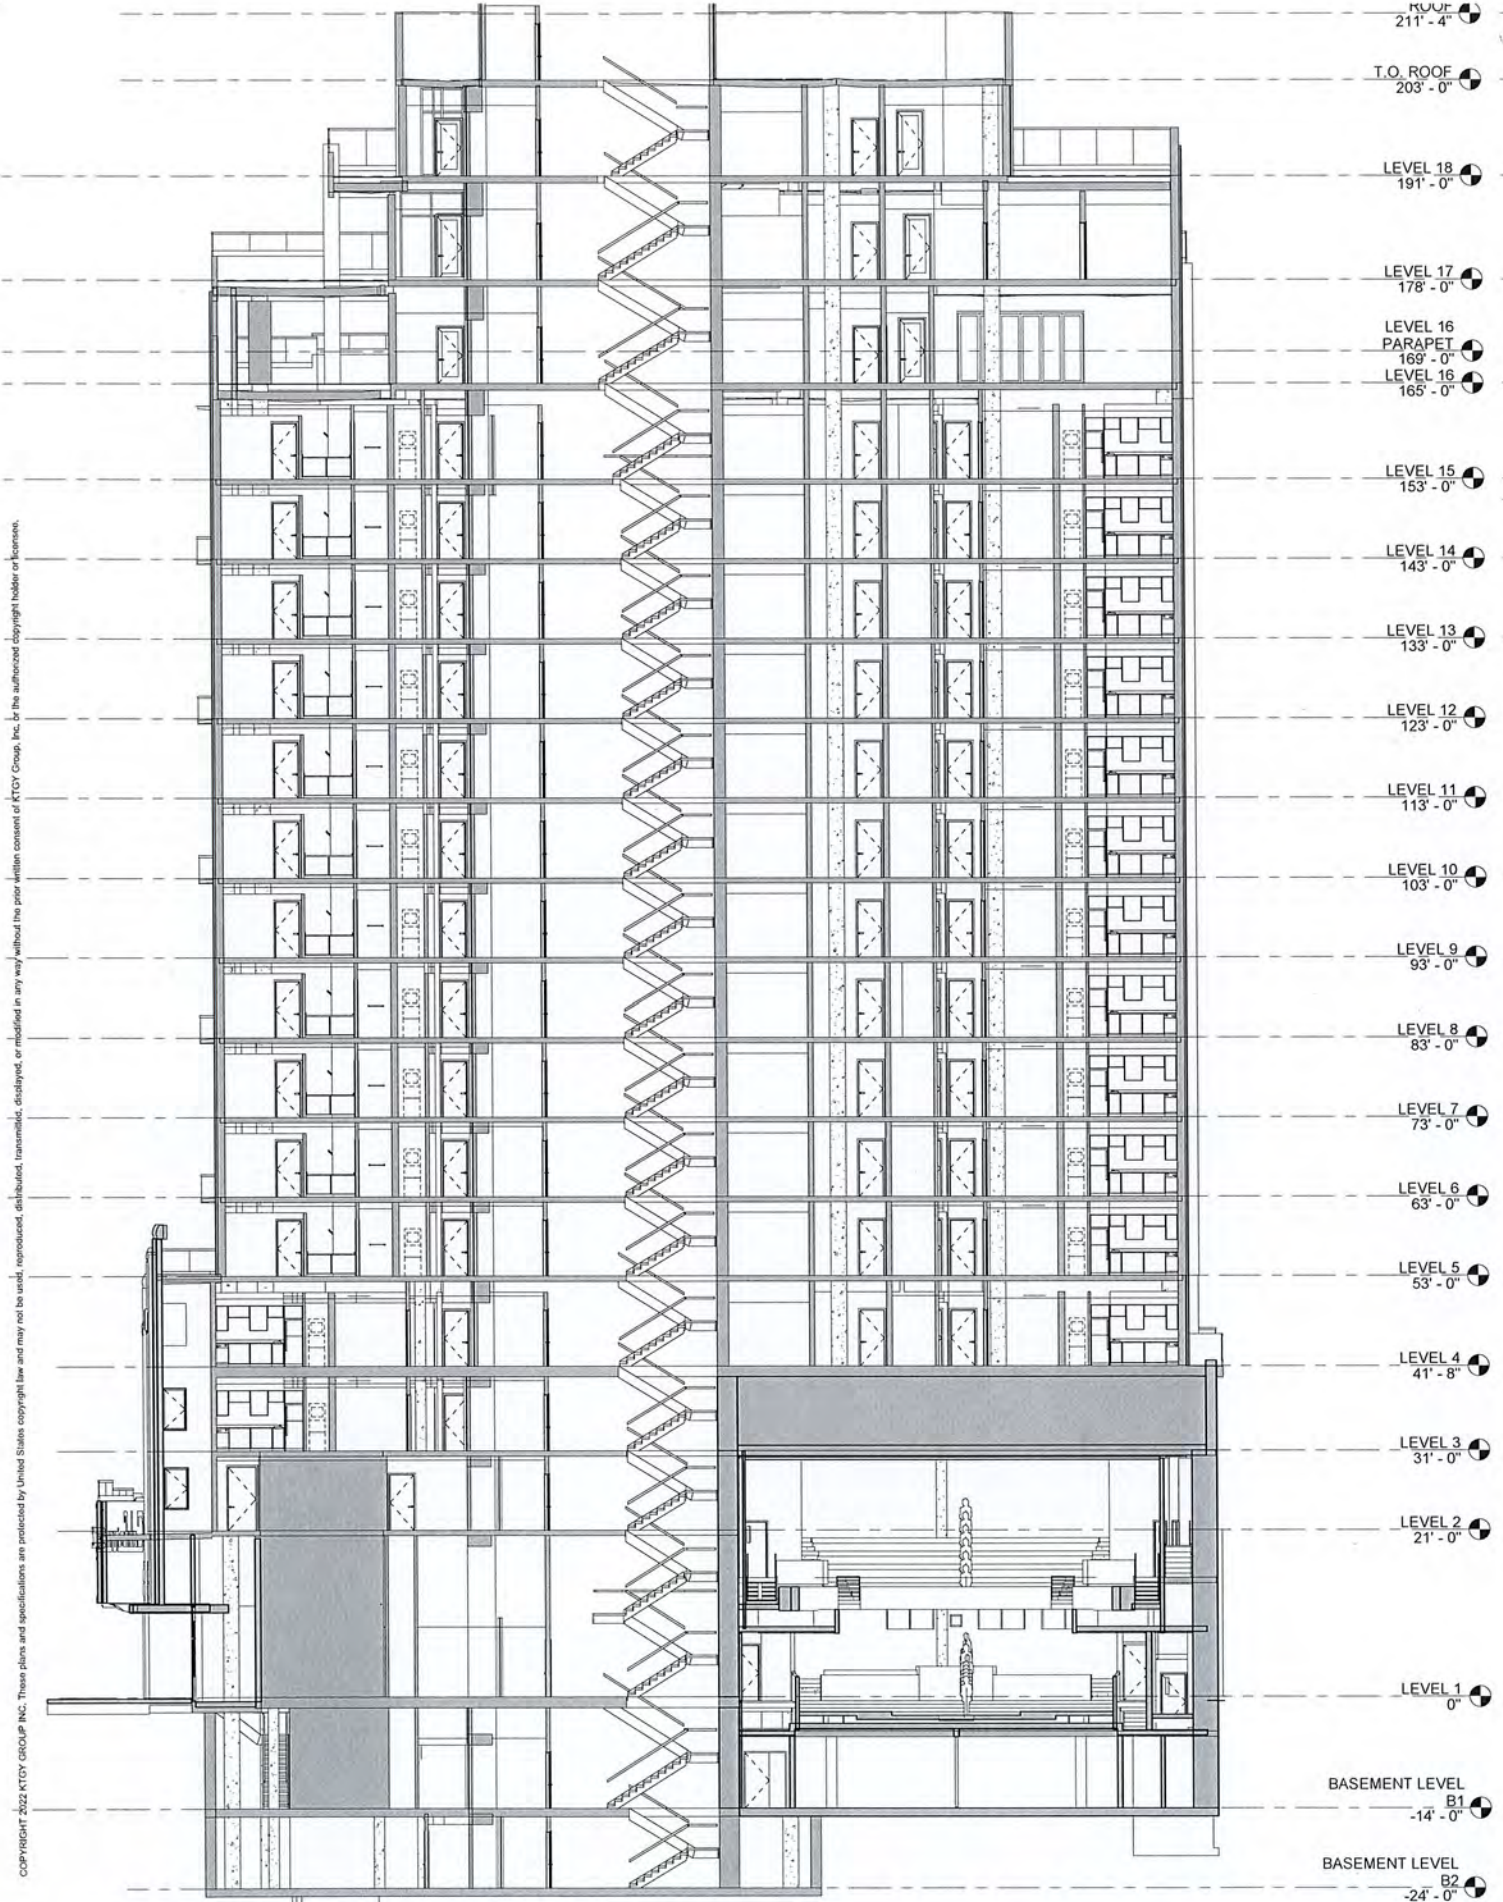 ROOF
211' - 4"
T.O. ROOF
203' - 0"
LEVEL 18
191' - 0"
LEVEL 17
178' - 0"
LEVEL 16
PARAPET
169' - 0"
LEVEL 16
165' - 0"
LEVEL 15
153' - 0"
LEVEL 14
143' - 0"
LEVEL 13
133' - 0"
LEVEL 12
123' - 0"
LEVEL 11
113' - 0"
LEVEL 10
103' - 0"
LEVEL 9
93' - 0"
LEVEL 8
83' - 0"
LEVEL 7
73' - 0"
LEVEL 6
63' - 0"
LEVEL 5
53' - 0"
LEVEL 4
41' - 8"
LEVEL 3
31' - 0"
LEVEL 2
21' - 0"
LEVEL 1
0"
BASEMENT LEVEL
B1
-14' - 0"
BASEMENT LEVEL
B2
-24' - 0"
COPYRIGHT 2022 KTGY GROUP INC. These plans and specifications are protected by United States copyright law and may not be used, reproduced, distributed, transmitted, displayed, or modified in any way without the prior written consent of KTGY Group, Inc. or the authorized copyright holder or licensee.